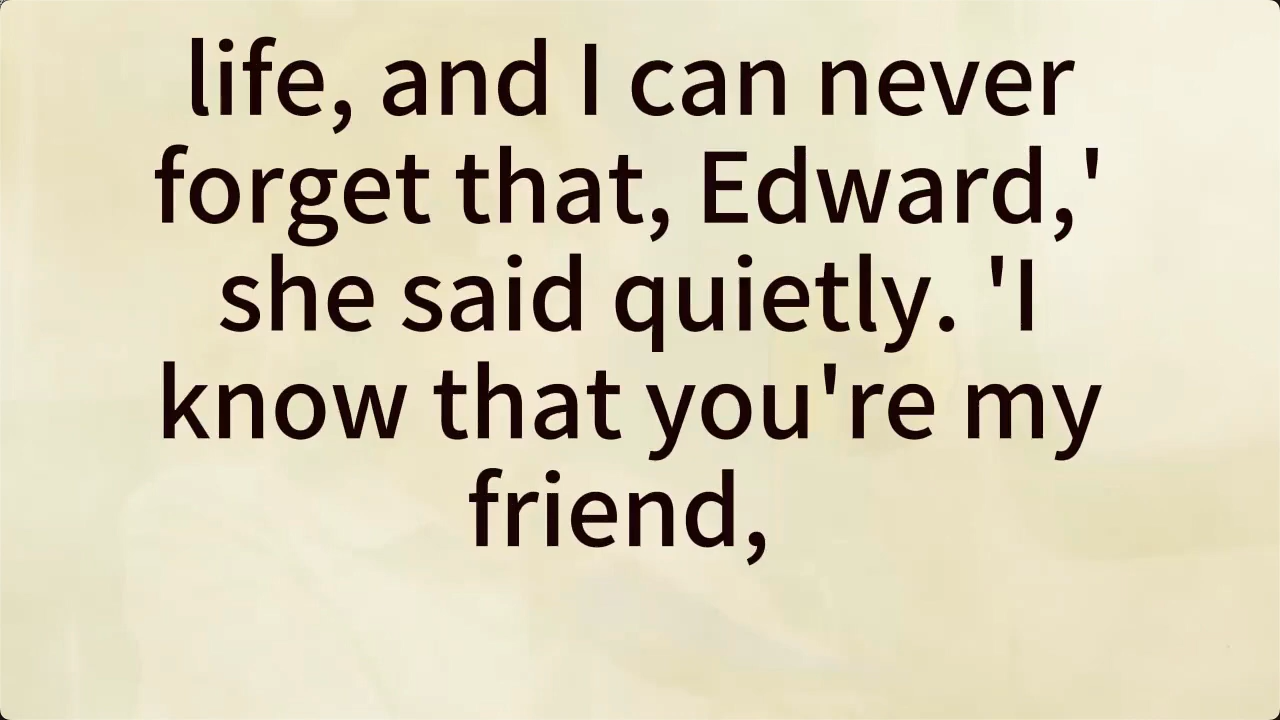 life, and I can never
forget that, Edward,'
she said quietly. 'I
know that you're my
friend,